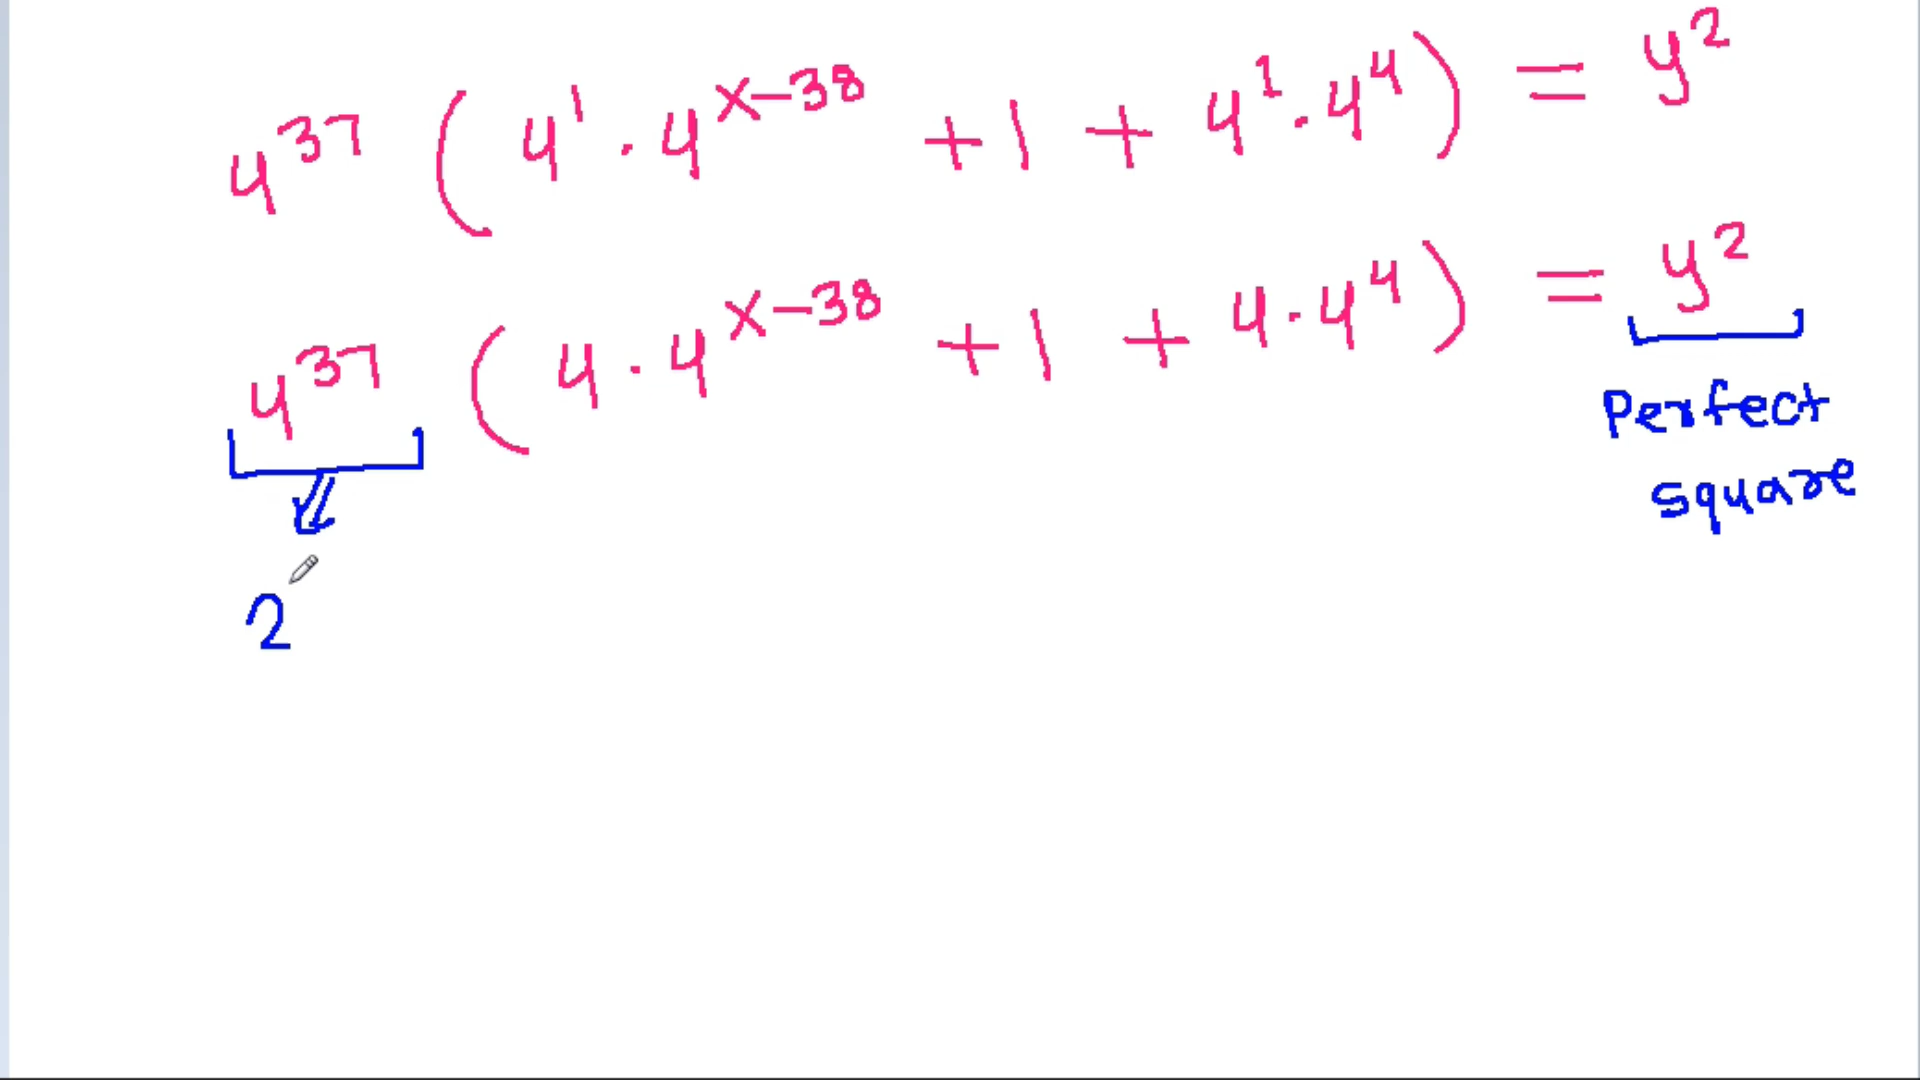 4^37 ( 4^1 . 4^x-38 + 1 + 4^1 . 4^4 ) = y^2
4^37 ( 4 . 4^x-38 + 1 + 4 . 4^4 ) = y^2
Perfect
square
2